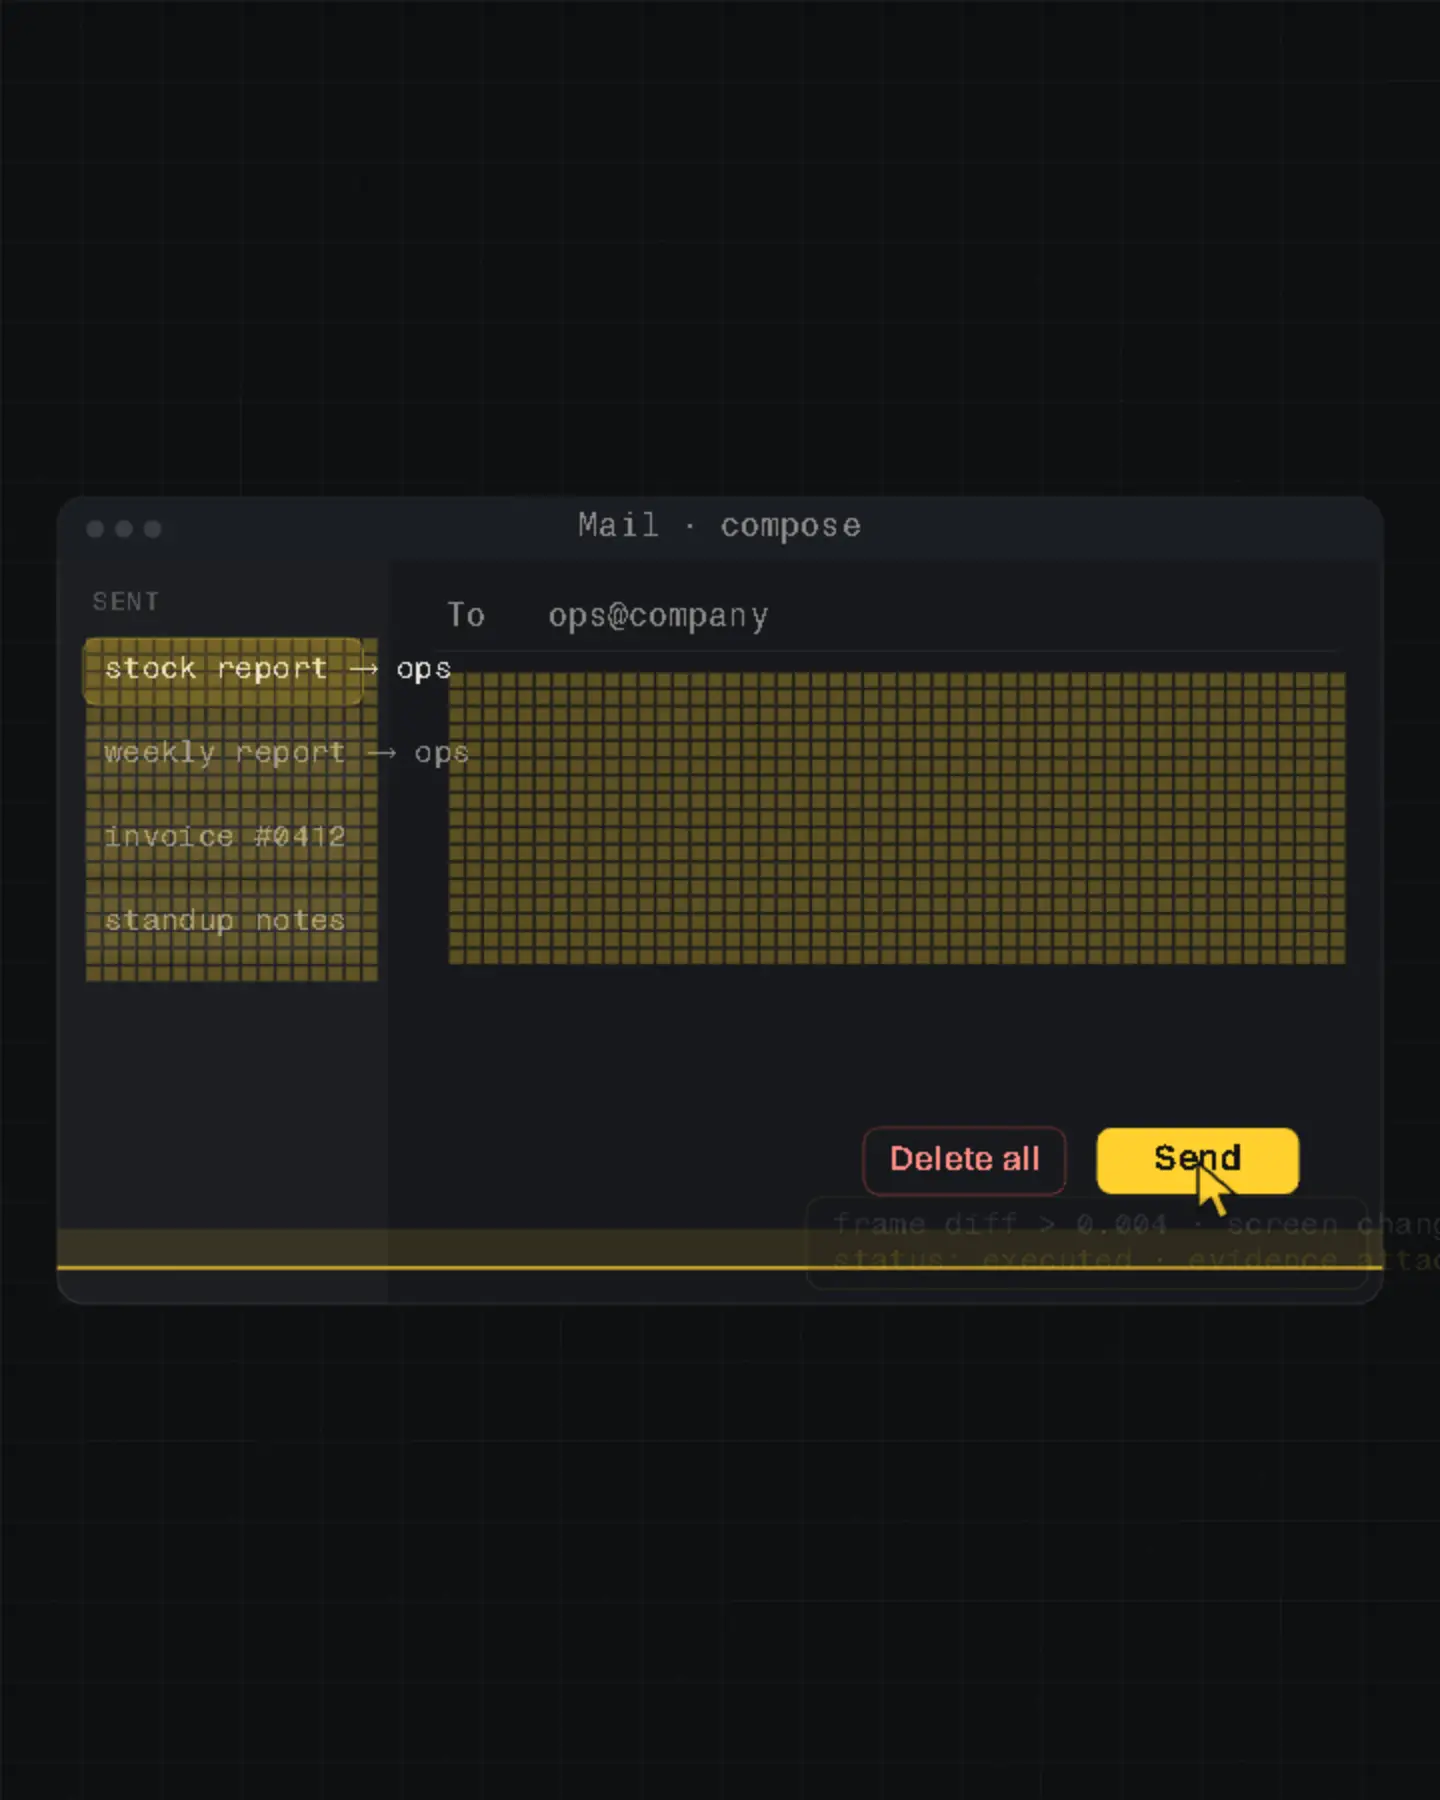 Mail · compose
SENT
To ops@company
stock report → ops
weekly report → ops
invoice #0412
standup notes
Delete all
Send
frame diff > 0.004 · screen
status: executed · evidence